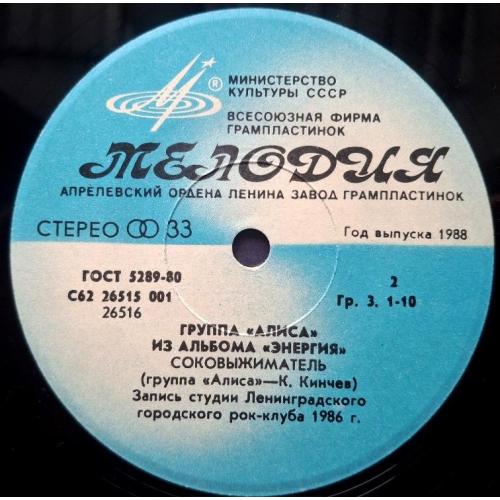 ®
МИНИСТЕРСТВО
КУЛЬТУРЫ СССР
ВСЕСОЮЗНАЯ ФИРМА
ГРАМПЛАСТИНОК
МЕЛОДИЯ
АПРЕЛЕВСКИЙ ОРДЕНА ЛЕНИНА ЗАВОД ГРАМПЛАСТИНОК
СТЕРЕО 33
Год выпуска 1988
ГОСТ 5289-80
2
С62 26515 001
Гр. 3. 1-10
26516
ГРУППА «АЛИСА»
ИЗ АЛЬБОМА «ЭНЕРГИЯ»
СОКОВЫЖИМАТЕЛЬ
(группа «Алиса»—К. Кинчев)
Запись студии Ленинградского
городского рок-клуба 1986 г.